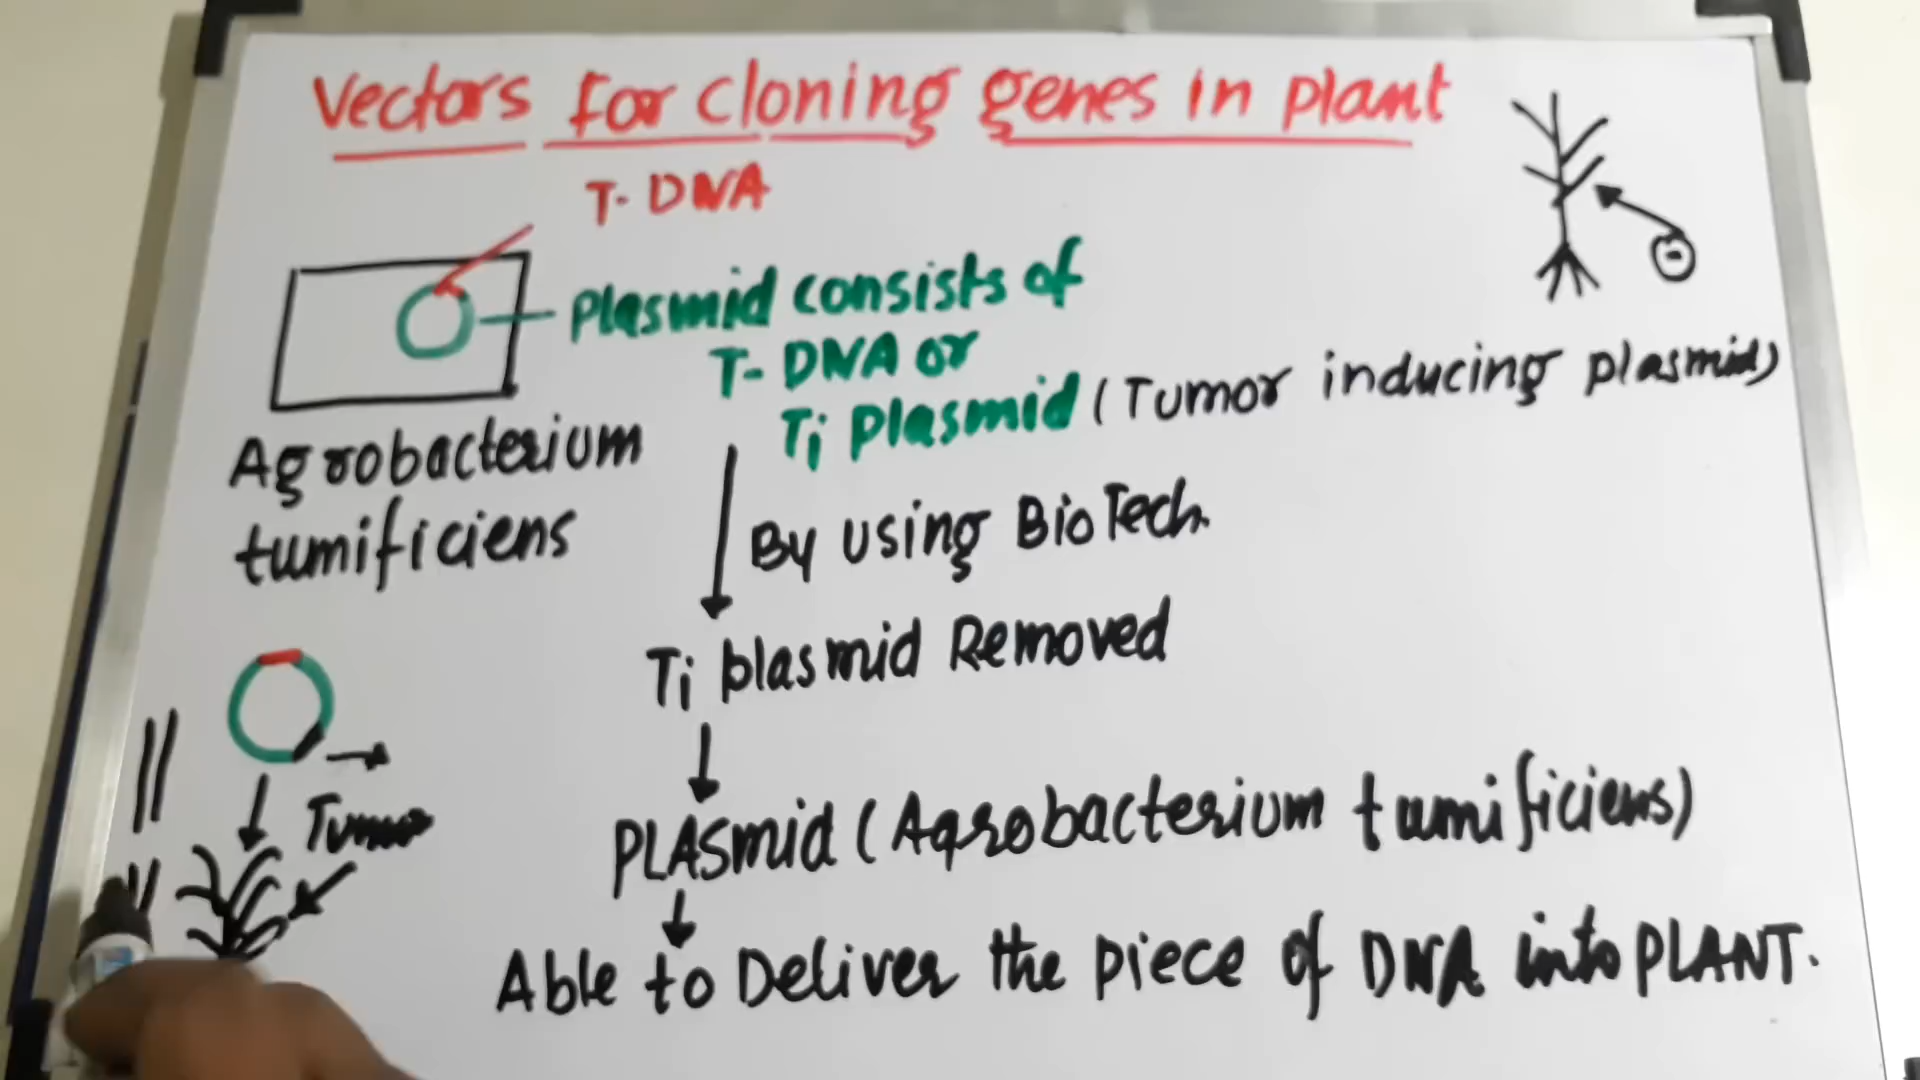 Vectors for cloning genes in plant
T-DNA
Plasmid consists of
T-DNA or
Ti Plasmid (Tumor inducing plasmid)
Agrobacterium
tumificiens
By using BioTech.
Ti plasmid Removed
PLASmid (Agrobacterium tumificiens)
Tumor
Able to Deliver the piece of DNA into PLANT.